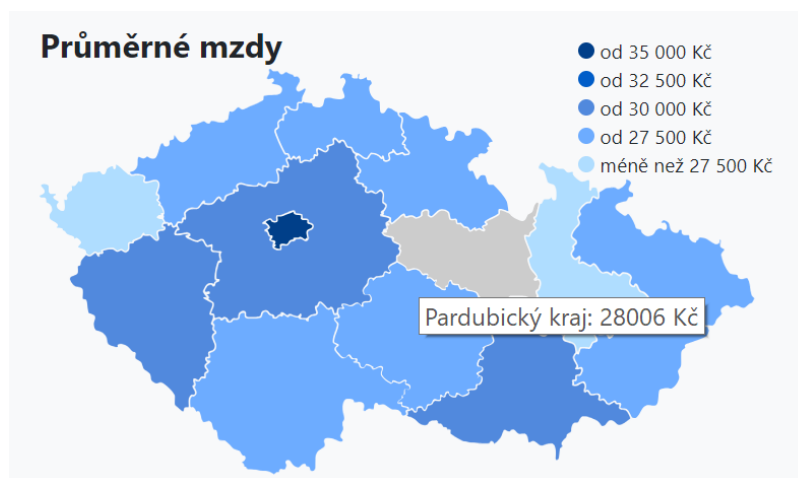 Průměrné mzdy
od 35 000 Kč
od 32 500 Kč
od 30 000 Kč
od 27 500 Kč
méně než 27 500 Kč
Pardubický kraj: 28006 Kč